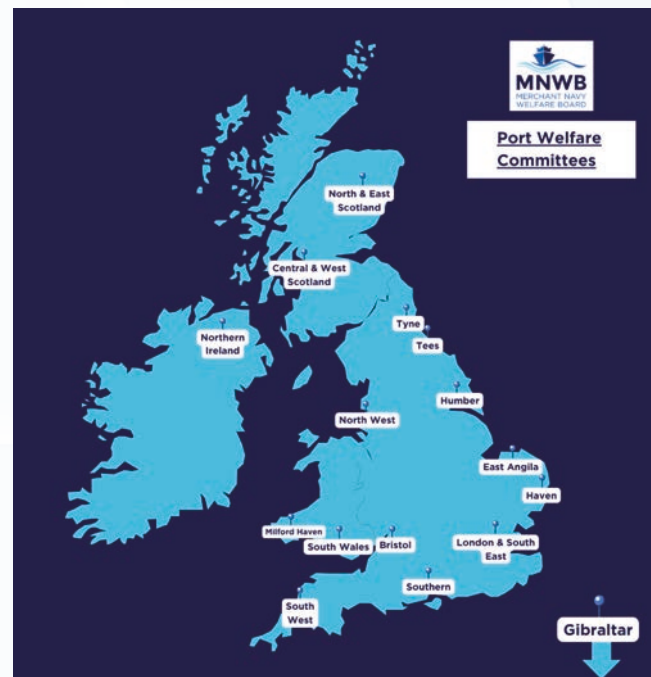 MNWB
MERCHANT NAVY
WELFARE BOARD
Port Welfare
Committees
North & East
Scotland
Central & West
Scotland
Tyne
Tees
Northern
Ireland
Humber
North West
East Angila
Haven
Milford Haven
South Wales
Bristol
London & South
East
Southern
South
West
Gibraltar